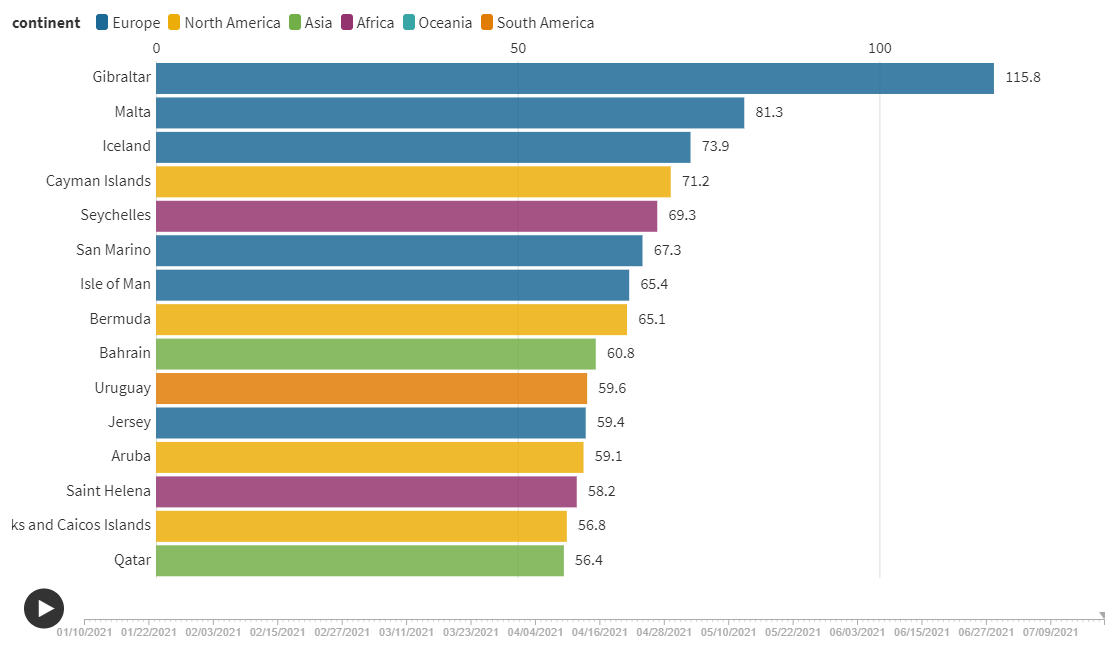 continent Europe North America Asia Africa Oceania South America
0 50 100
Gibraltar 115.8
Malta 81.3
Iceland 73.9
Cayman Islands 71.2
Seychelles 69.3
San Marino 67.3
Isle of Man 65.4
Bermuda 65.1
Bahrain 60.8
Uruguay 59.6
Jersey 59.4
Aruba 59.1
Saint Helena 58.2
ks and Caicos Islands 56.8
Qatar 56.4
01/10/2021 01/22/2021 02/03/2021 02/15/2021 02/27/2021 03/11/2021 03/23/2021 04/04/2021 04/16/2021 04/28/2021 05/10/2021 05/22/2021 06/03/2021 06/15/2021 06/27/2021 07/09/2021